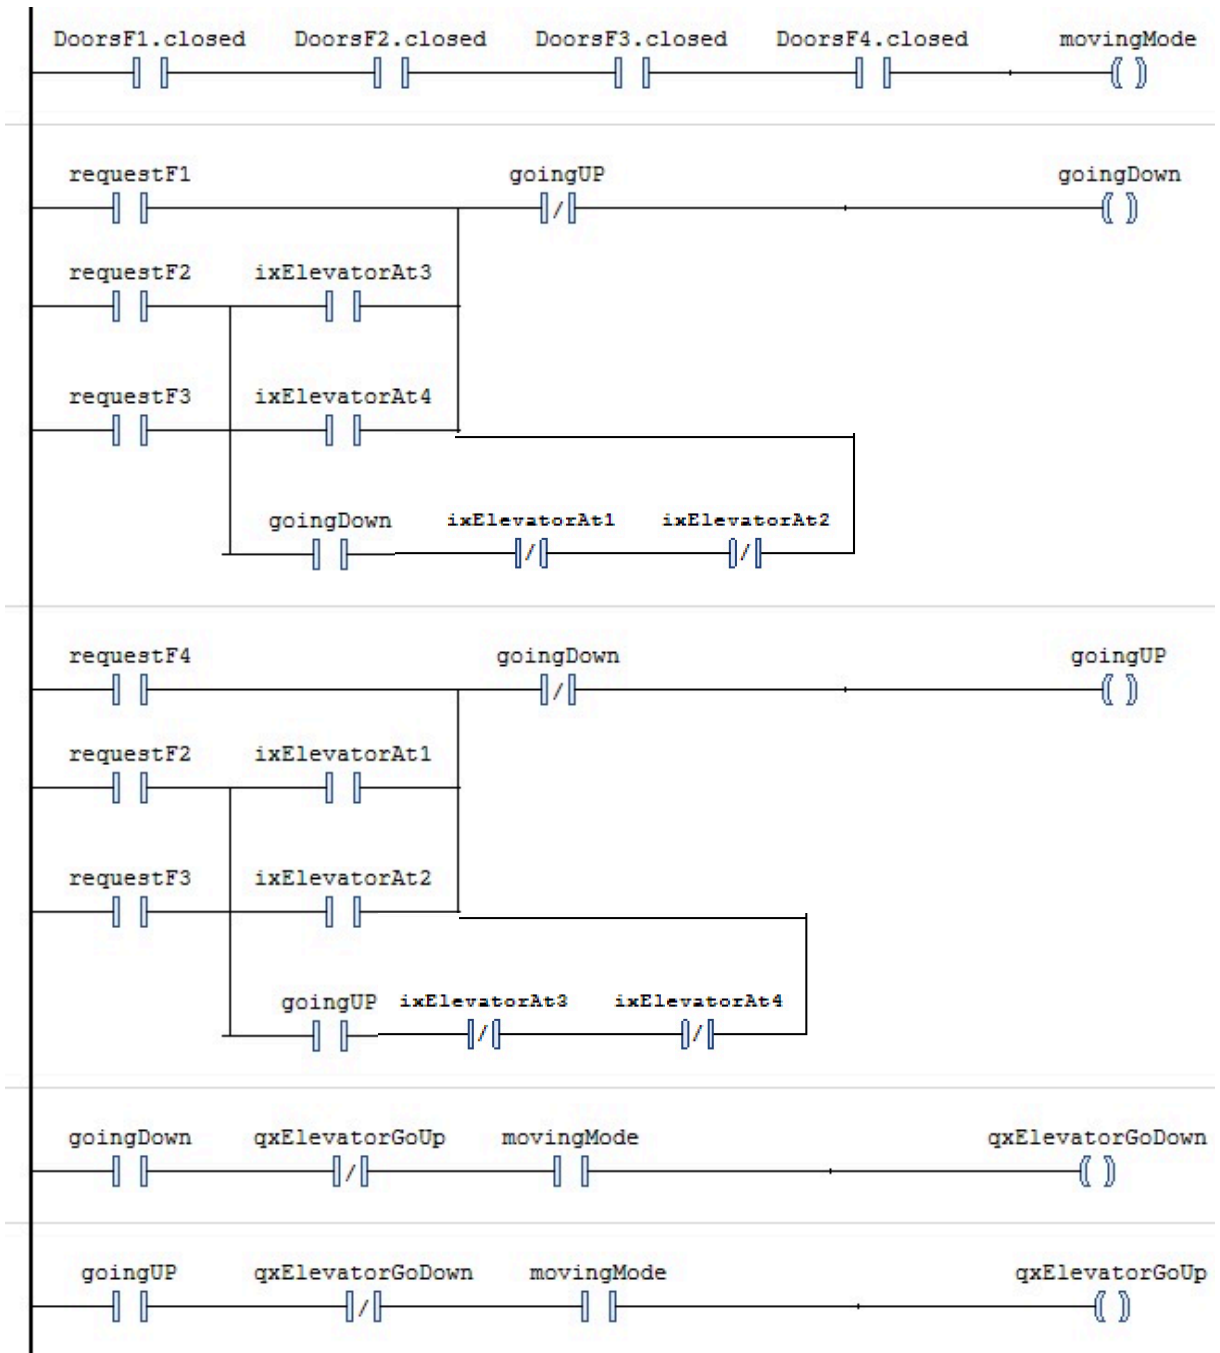 DoorsF1.closed DoorsF2.closed DoorsF3.closed DoorsF4.closed movingMode
requestF1 goingUP goingDown
/
requestF2 ixElevatorAt3
requestF3 ixElevatorAt4
goingDown ixElevatorAt1 ixElevatorAt2
/ /
requestF4 goingDown goingUP
/
requestF2 ixElevatorAt1
requestF3 ixElevatorAt2
goingUP ixElevatorAt3 ixElevatorAt4
/ /
goingDown qxElevatorGoUp movingMode qxElevatorGoDown
/
goingUP qxElevatorGoDown movingMode qxElevatorGoUp
/